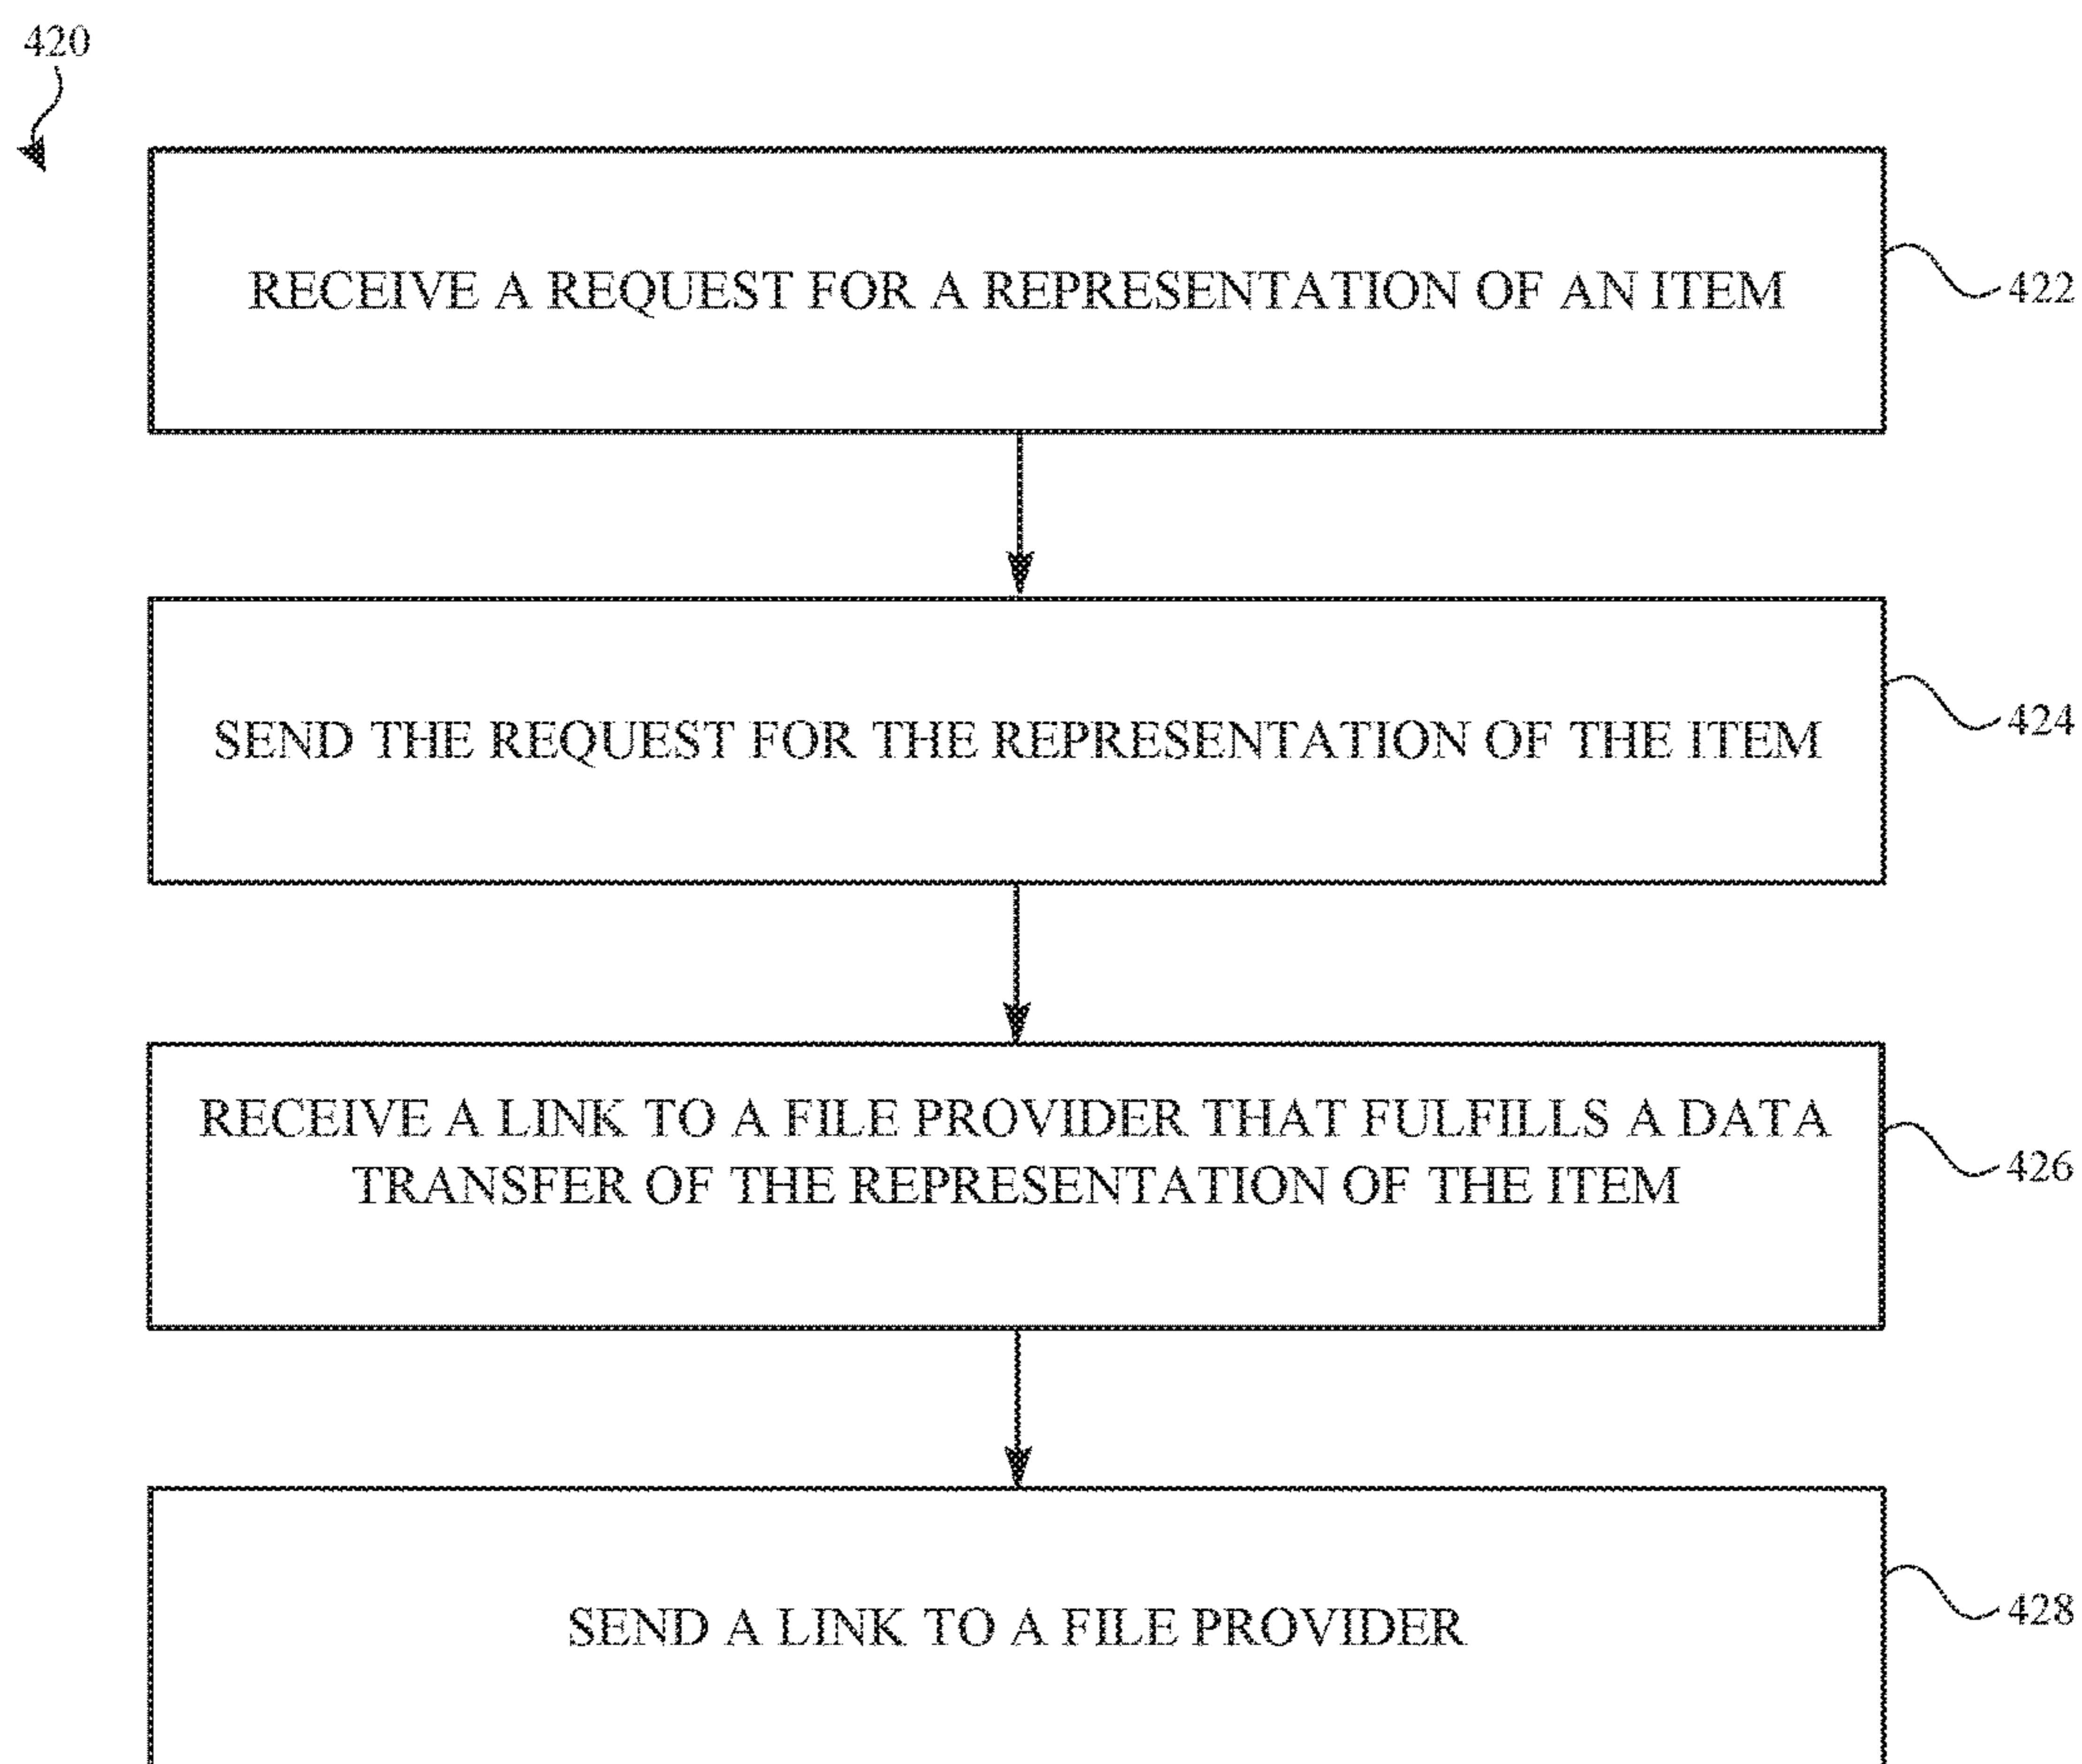 420
RECEIVE A REQUEST FOR A REPRESENTATION OF AN ITEM
422
SEND THE REQUEST FOR THE REPRESENTATION OF THE ITEM
424
RECEIVE A LINK TO A FILE PROVIDER THAT FULFILLS A DATA
TRANSFER OF THE REPRESENTATION OF THE ITEM
426
SEND A LINK TO A FILE PROVIDER
428